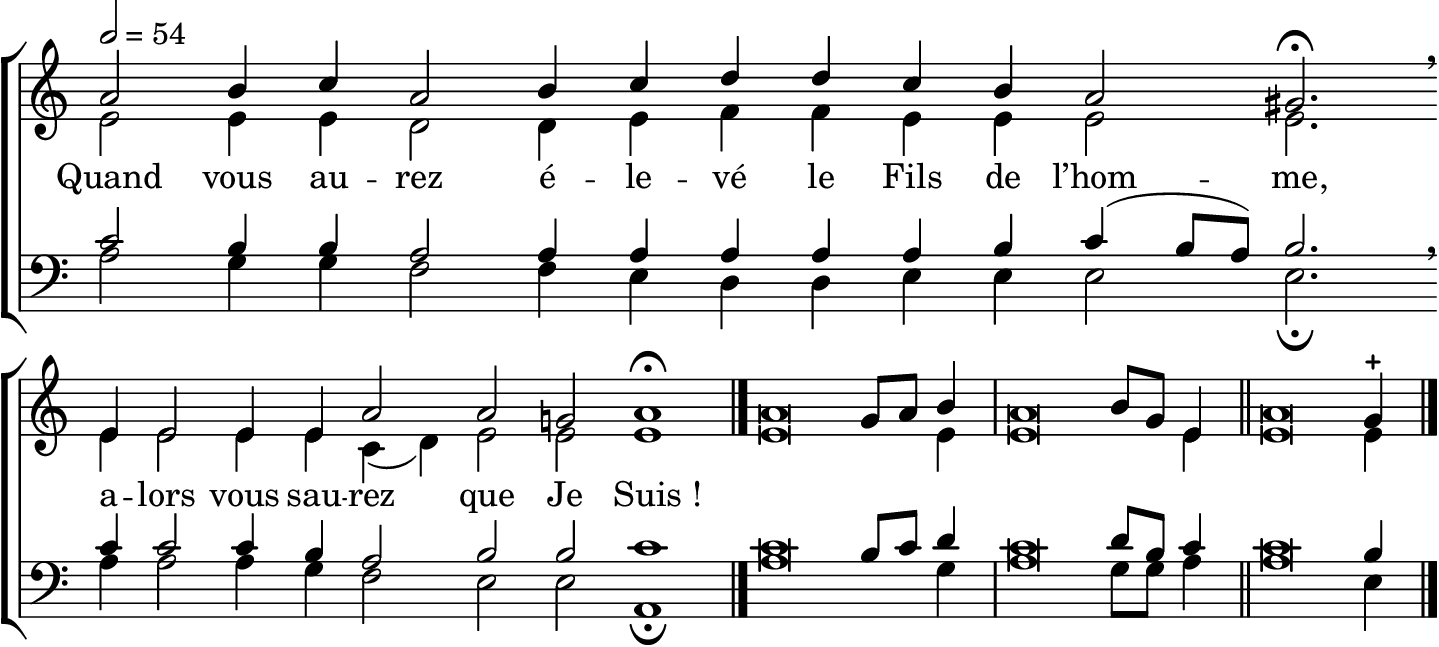 = 54
Quand vous au -- rez é -- le -- vé le Fils de l’hom -- me,
a -- lors vous sau -- rez que Je Suis !